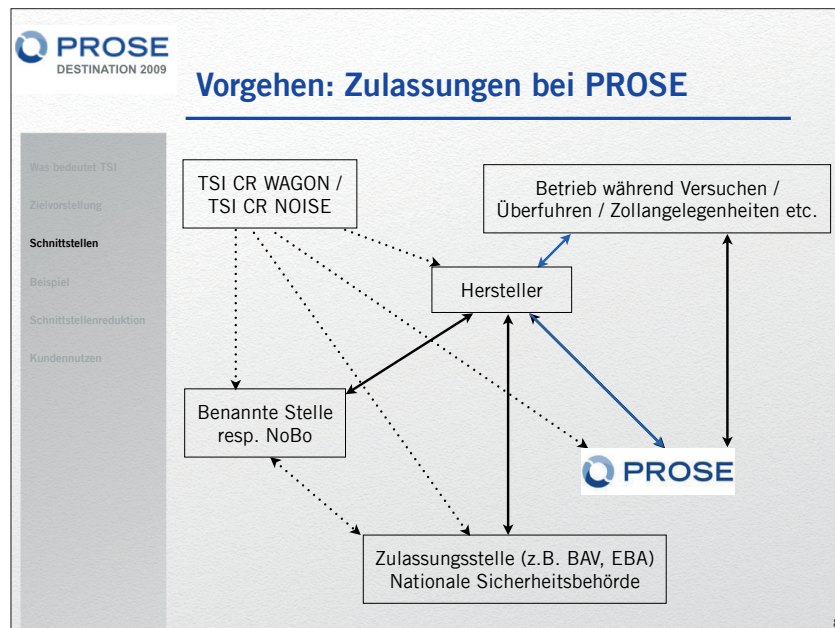 PROSE
DESTINATION 2009
Vorgehen: Zulassungen bei PROSE
Was bedeutet TSI
Zielvorstellung
Schnittstellen
Beispiel
Schnittstellenreduktion
Kundennutzen
TSI CR WAGON /
TSI CR NOISE
Betrieb während Versuchen /
Überfuhren / Zollangelegenheiten etc.
Hersteller
Benannte Stelle
resp. NoBo
PROSE
Zulassungsstelle (z.B. BAV, EBA)
Nationale Sicherheitsbehörde